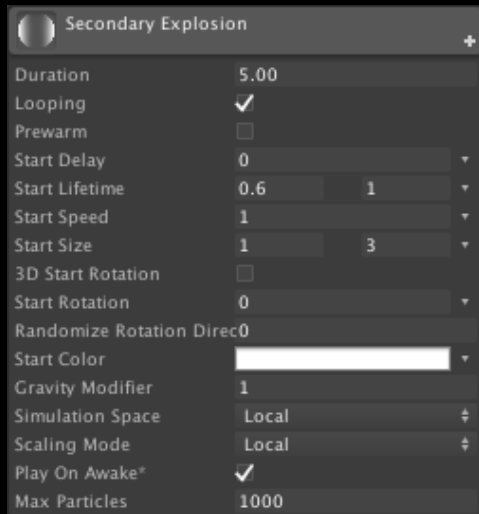 Secondary Explosion
Duration 5.00
Looping
Prewarm
Start Delay 0
Start Lifetime 0.6 1
Start Speed 1
Start Size 1 3
3D Start Rotation
Start Rotation 0
Randomize Rotation Direc0
Start Color
Gravity Modifier 1
Simulation Space Local
Scaling Mode Local
Play On Awake*
Max Particles 1000